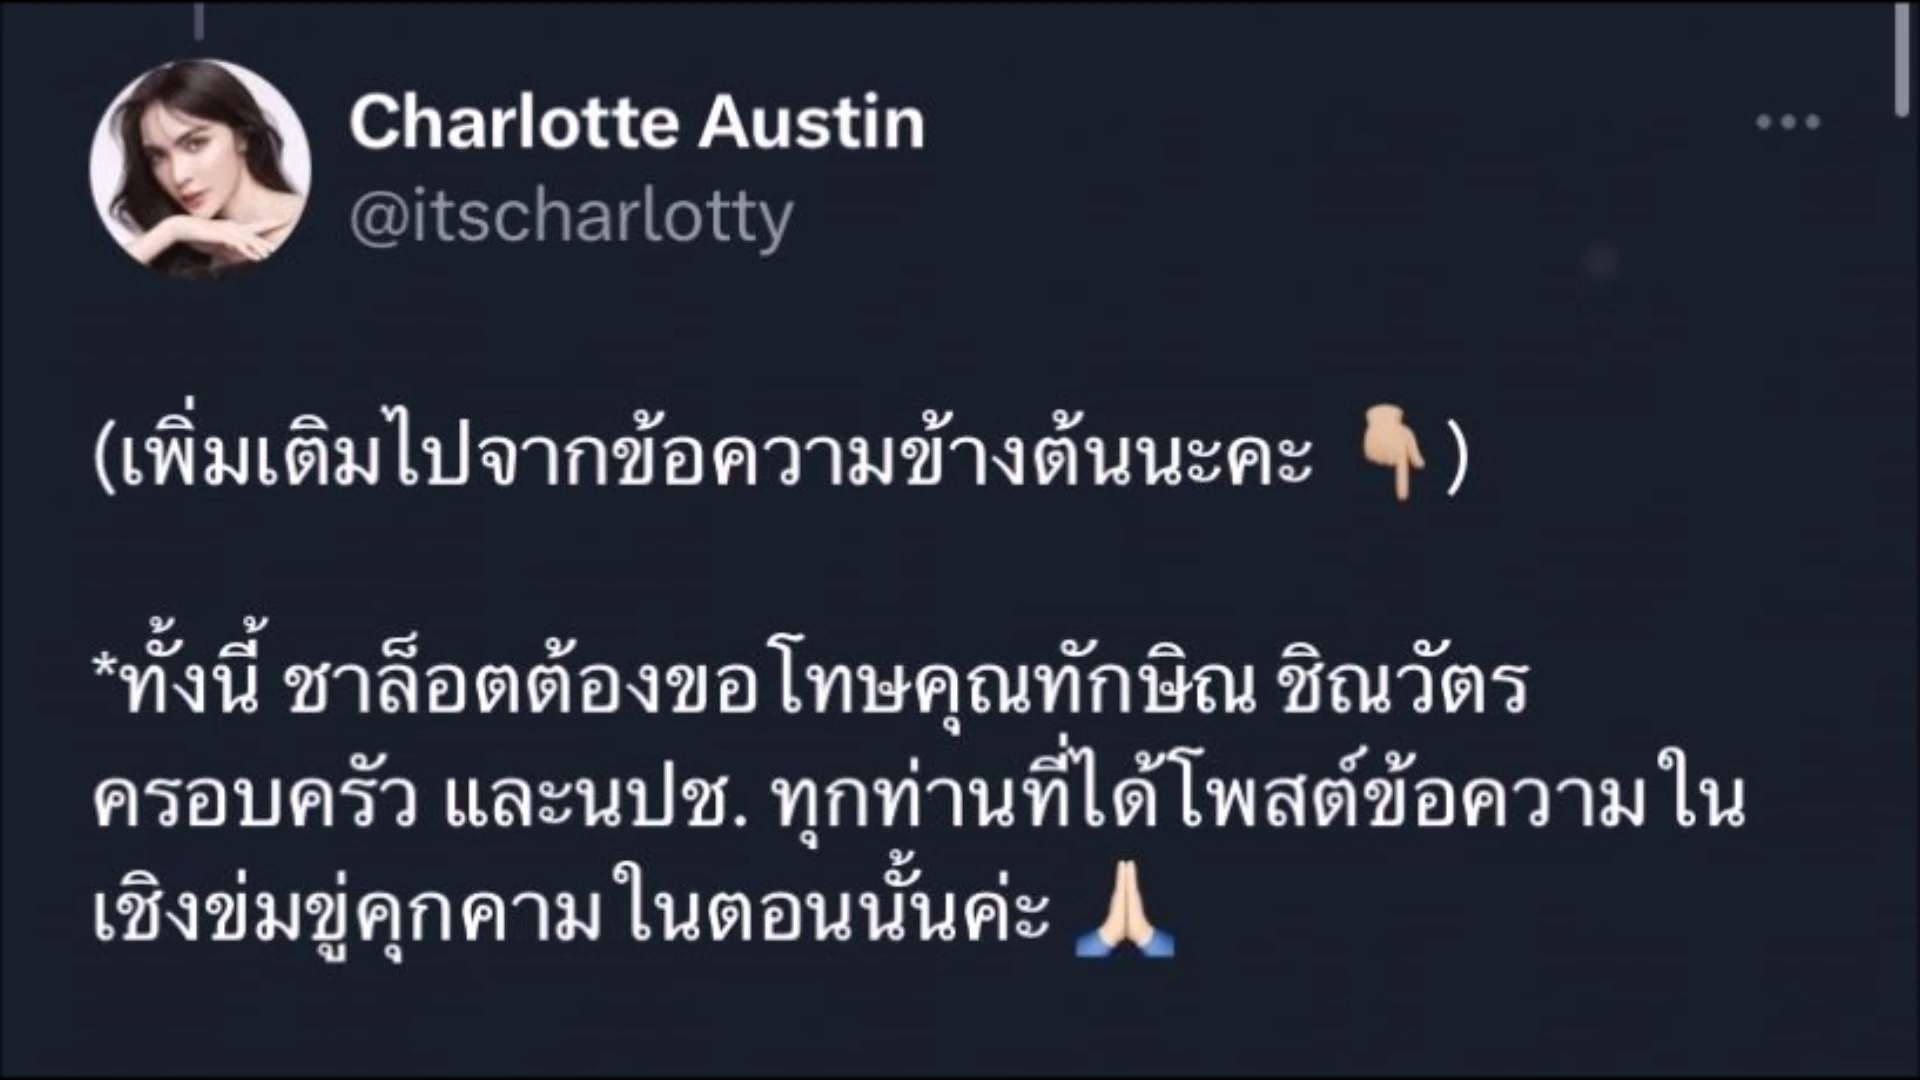 Charlotte Austin
@itscharlotty
(เพิ่มเติมไปจากข้อความข้างต้นนะคะ 👇🏼)
*ทั้งนี้ ชาล็อตต้องขอโทษคุณทักษิณ ชิณวัตร
ครอบครัว และนปช. ทุกท่านที่ได้โพสต์ข้อความใน
เชิงข่มขู่คุกคามในตอนนั้นค่ะ 🙏🏻